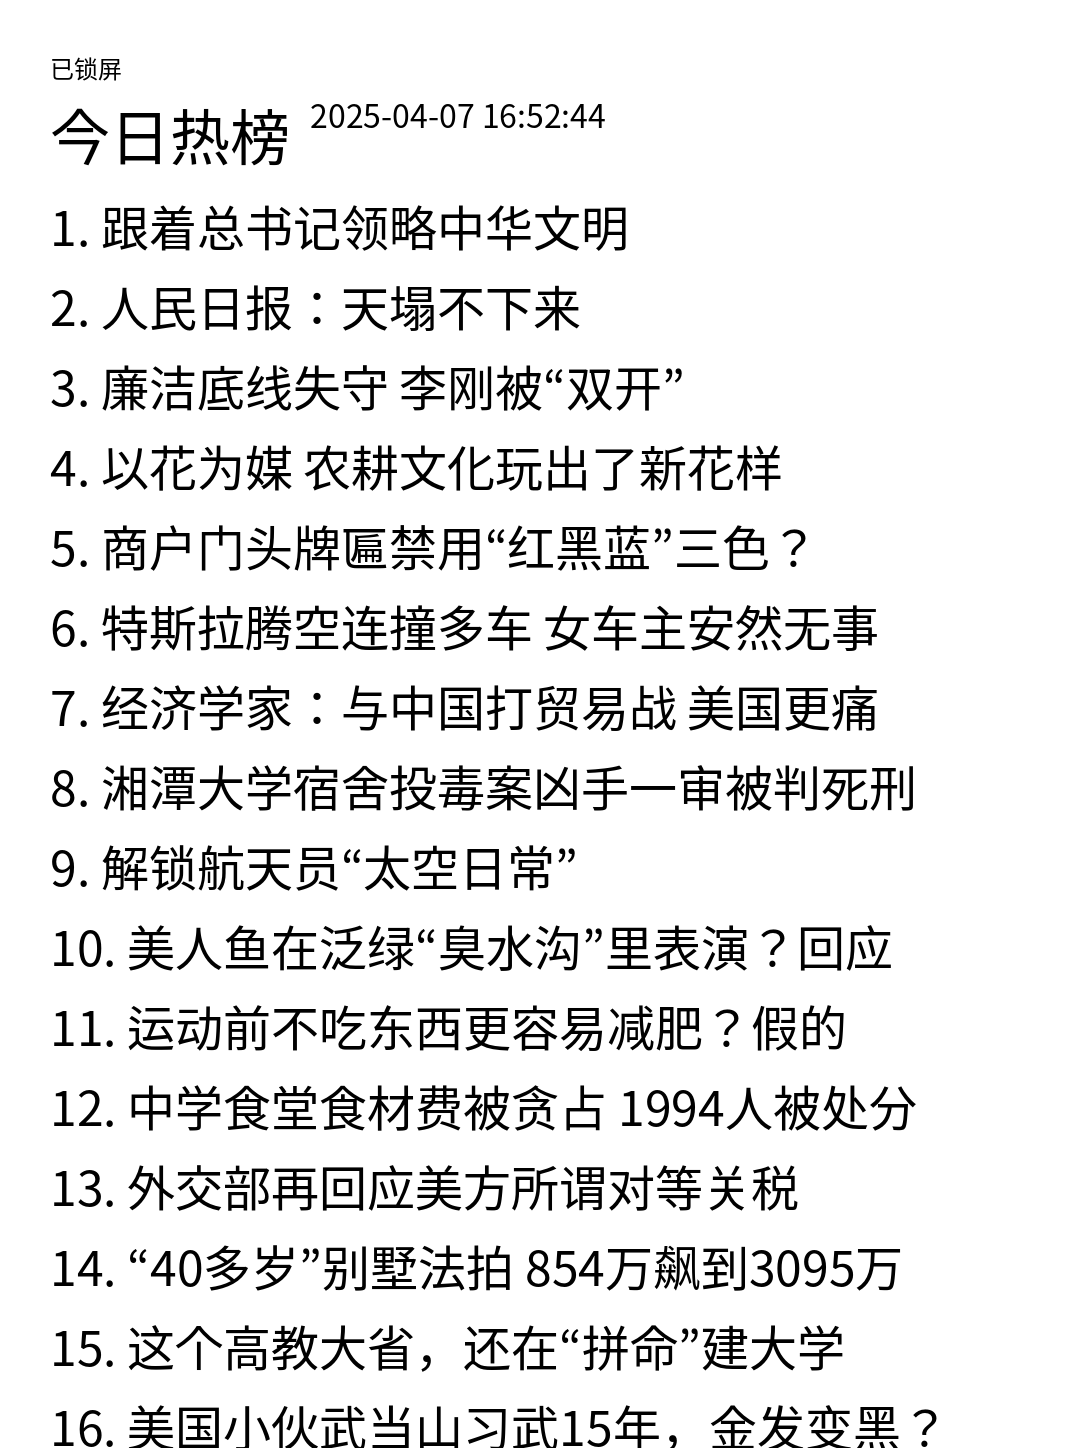 已锁屏
今日热榜 2025-04-07 16:52:44
1. 跟着总书记领略中华文明
2. 人民日报：天塌不下来
3. 廉洁底线失守 李刚被“双开”
4. 以花为媒 农耕文化玩出了新花样
5. 商户门头牌匾禁用“红黑蓝”三色？
6. 特斯拉腾空连撞多车 女车主安然无事
7. 经济学家：与中国打贸易战 美国更痛
8. 湘潭大学宿舍投毒案凶手一审被判死刑
9. 解锁航天员“太空日常”
10. 美人鱼在泛绿“臭水沟”里表演？回应
11. 运动前不吃东西更容易减肥？假的
12. 中学食堂食材费被贪占 1994人被处分
13. 外交部再回应美方所谓对等关税
14. “40多岁”别墅法拍 854万飙到3095万
15. 这个高教大省，还在“拼命”建大学
16. 美国小伙武当山习武15年，金发变黑？